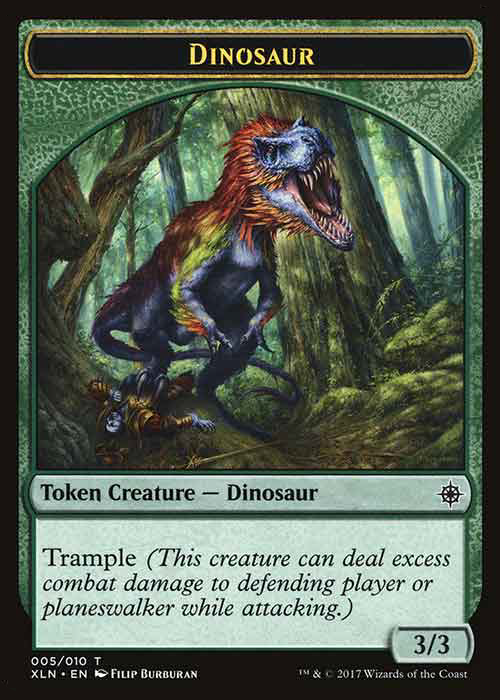 Dinosaur
Token Creature — Dinosaur
Trample (This creature can deal excess
combat damage to defending player or
planeswalker while attacking.)
3/3
005/010 T
XLN • EN Filip Burburan
™ & © 2017 Wizards of the Coast